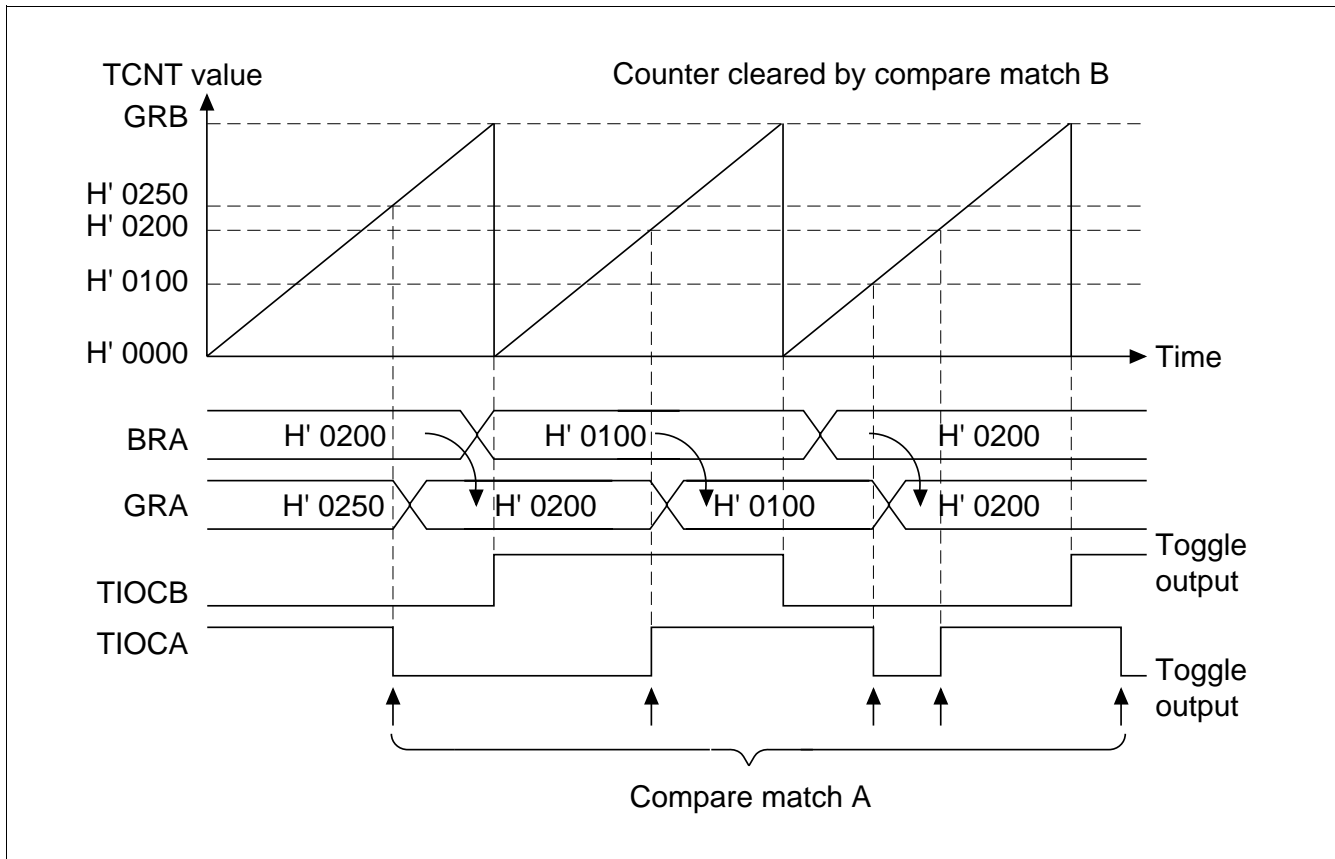 TCNT value
Counter cleared by compare match B
GRB
H' 0250
H' 0200
H' 0100
H' 0000
Time
BRA
H' 0200
H' 0100
H' 0200
GRA
H' 0250
H' 0200
H' 0100
H' 0200
TIOCB
Toggle
output
TIOCA
Toggle
output
Compare match A